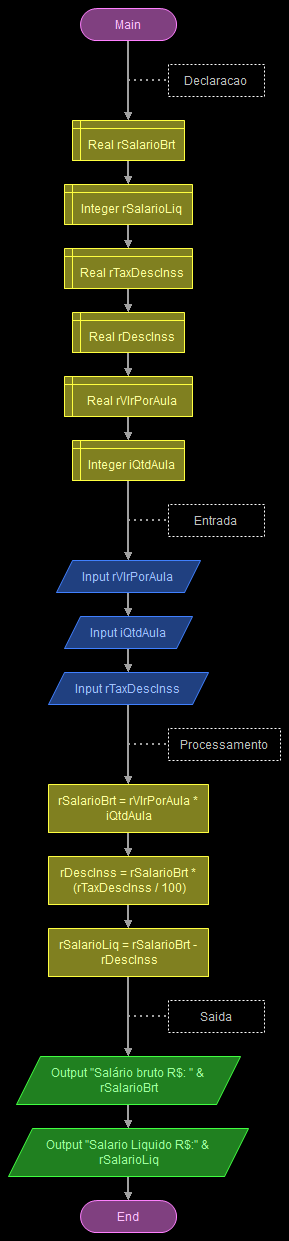 Main
Declaracao
Real rSalarioBrt
Integer rSalarioLiq
Real rTaxDescInss
Real rDescInss
Real rVlrPorAula
Integer iQtdAula
Entrada
Input rVlrPorAula
Input iQtdAula
Input rTaxDescInss
Processamento
rSalarioBrt = rVlrPorAula *
iQtdAula
rDescInss = rSalarioBrt *
(rTaxDescInss / 100)
rSalarioLiq = rSalarioBrt -
rDescInss
Saida
Output "Salário bruto R$: " &
rSalarioBrt
Output "Salario Liquido R$:" &
rSalarioLiq
End